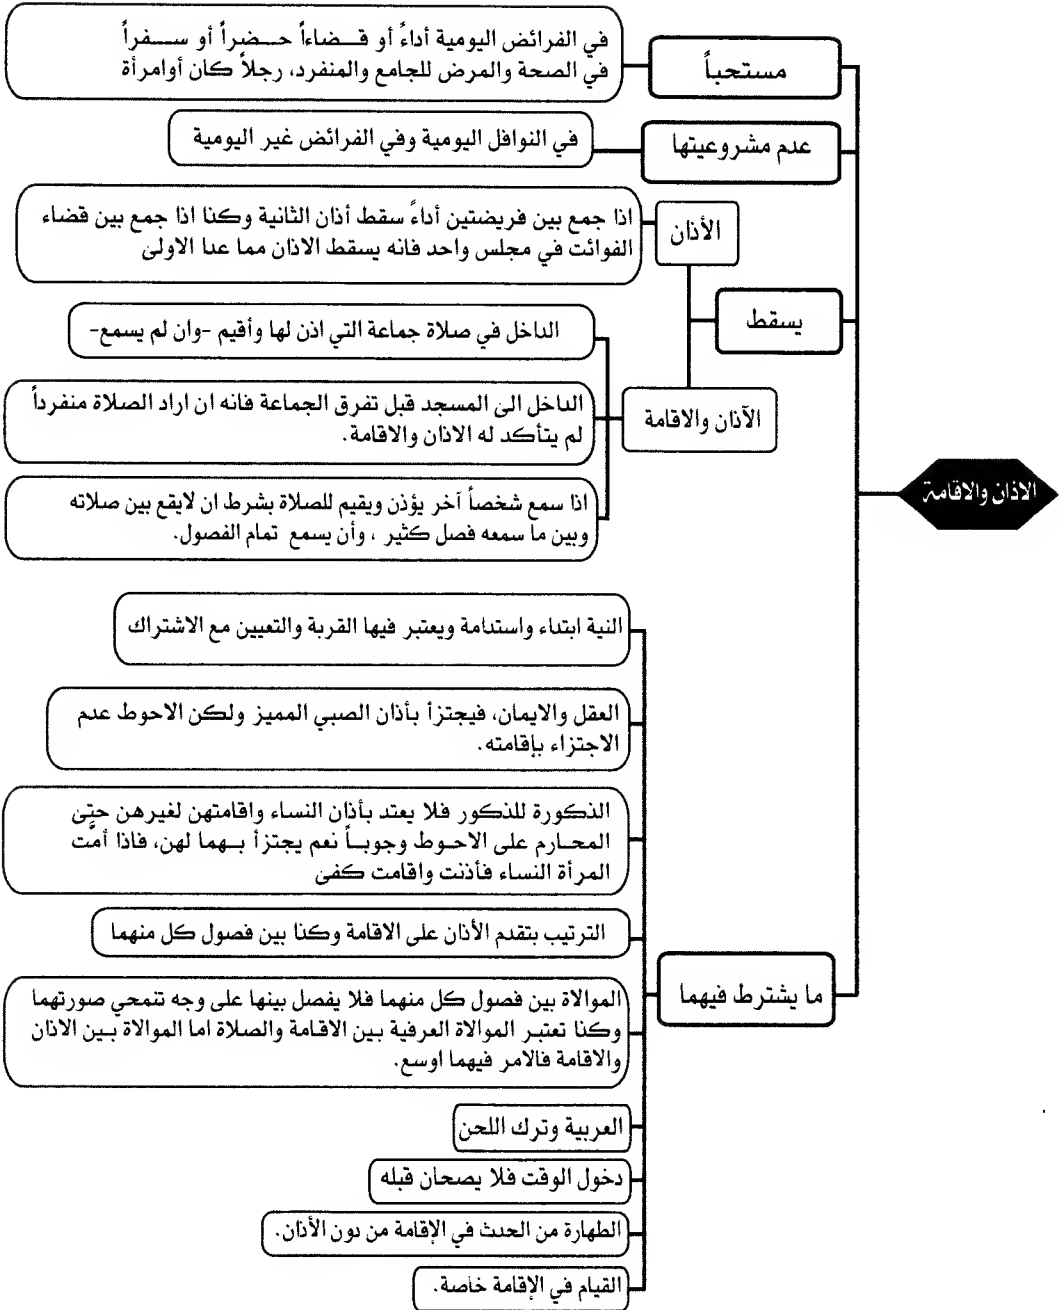 الاذان والاقامة
مستحباً
في الفرائض اليومية أداءً أو قـضاءاً حـضراً أو سـفراً
في الصحة والمرض للجامع والمنفرد، رجلاً كان أوامرأة
عدم مشروعيتها
في النوافل اليومية وفي الفرائض غير اليومية
يسقط
الأذان
اذا جمع بين فريضتين أداءً سقط أذان الثانية وكذا اذا جمع بين قضاء
الفوائت في مجلس واحد فانه يسقط الاذان مما عدا الاولى
الآذان والاقامة
الداخل في صلاة جماعة التي اذن لها وأقيم -وان لم يسمع-
الداخل الى المسجد قبل تفرق الجماعة فانه ان اراد الصلاة منفرداً
لم يتأكد له الاذان والاقامة.
اذا سمع شخصاً آخر يؤذن ويقيم للصلاة بشرط ان لايقع بين صلاته
وبين ما سمعه فصل كثير ، وأن يسمع تمام الفصول.
ما يشترط فيهما
النية ابتداء واستدامة ويعتبر فيها القربة والتعيين مع الاشتراك
العقل والايمان، فيجتزأ بأذان الصبي المميز ولكن الاحوط عدم
الاجتزاء بإقامته.
الذكورة للذكور فلا يعتد بأذان النساء واقامتهن لغيرهن حتى
المحـارم على الاحـوط وجوبـاً نعم يجتزأ بـهما لهن، فاذا أمَّت
المرأة النساء فأذنت واقامت كفى
الترتيب بتقدم الأذان على الاقامة وكذا بين فصول كل منهما
الموالاة بين فصول كل منهما فلا يفصل بينها على وجه تنمحي صورتهما
وكذا تعتبر الموالاة العرفية بين الاقامة والصلاة اما الموالاة بين الاذان
والاقامة فالامر فيهما اوسع.
العربية وترك اللحن
دخول الوقت فلا يصحان قبله
الطهارة من الحدث في الإقامة من دون الأذان.
القيام في الإقامة خاصة.